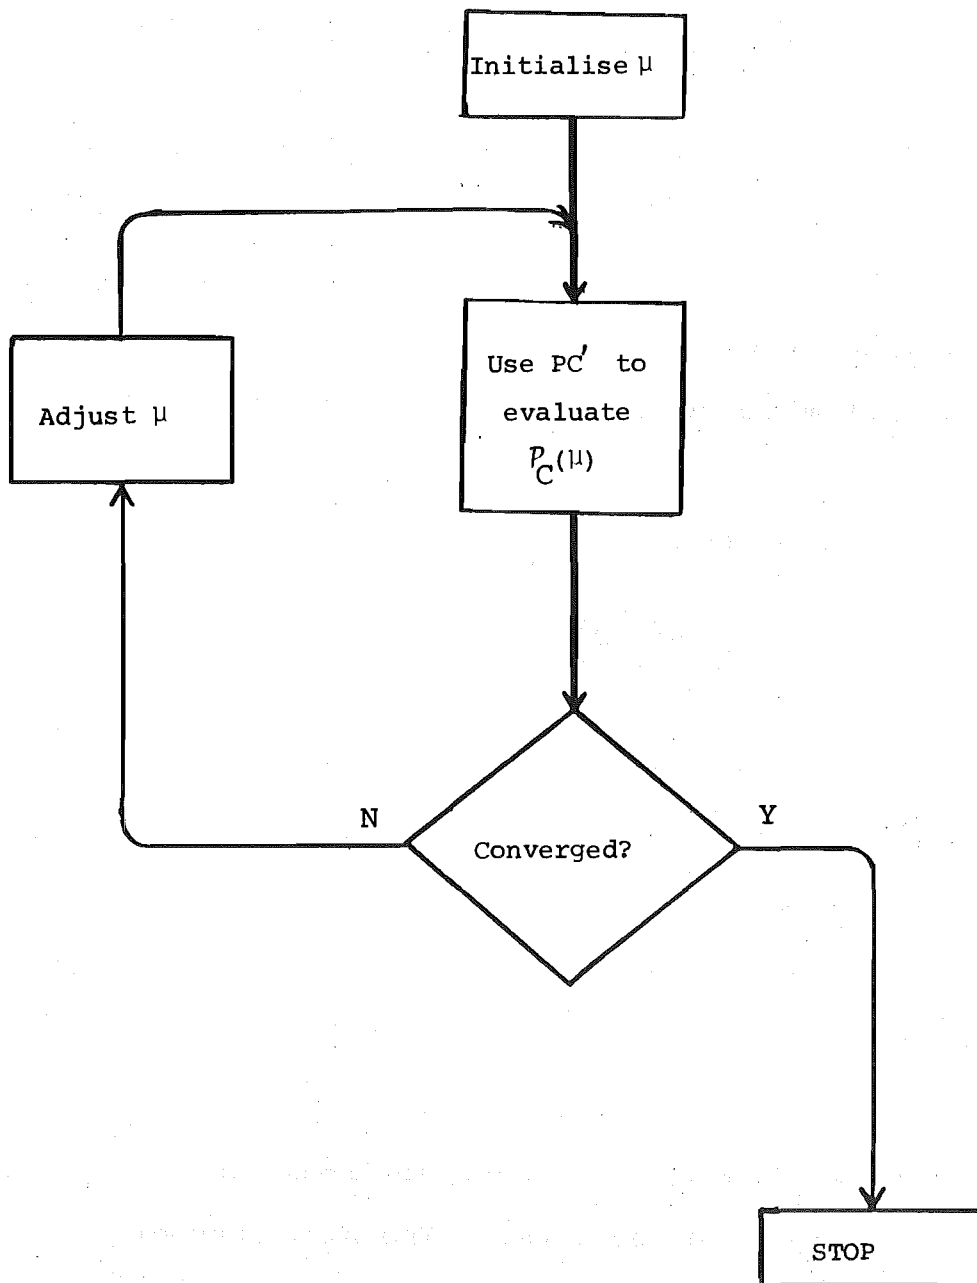 Initialise μ
Use PC′ to
evaluate
P_C(μ)
Adjust μ
N
Y
Converged?
STOP